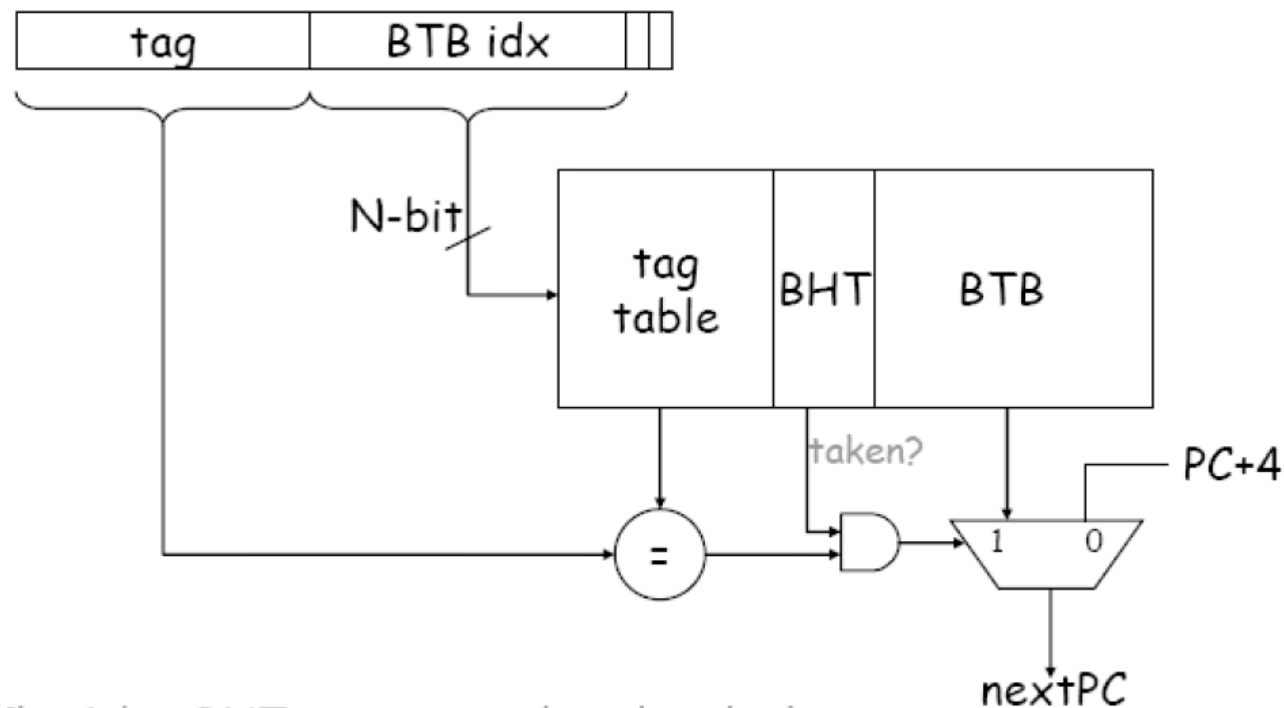 tag
BTB idx
N-bit
tag
table
BHT
BTB
taken?
PC+4
=
1
0
nextPC